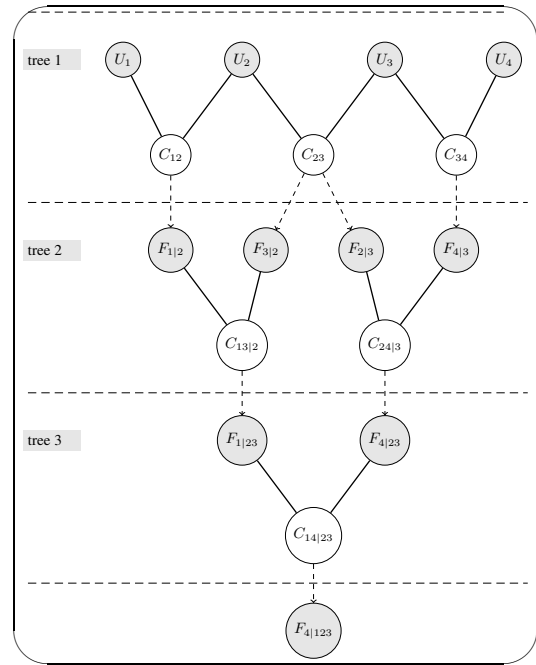 tree 1 U₁ U₂ U₃ U₄
C₁₂ C₂₃ C₃₄
tree 2 F₁|₂ F₃|₂ F₂|₃ F₄|₃
C₁₃|₂ C₂₄|₃
tree 3 F₁|₂₃ F₄|₂₃
C₁₄|₂₃
F₄|₁₂₃